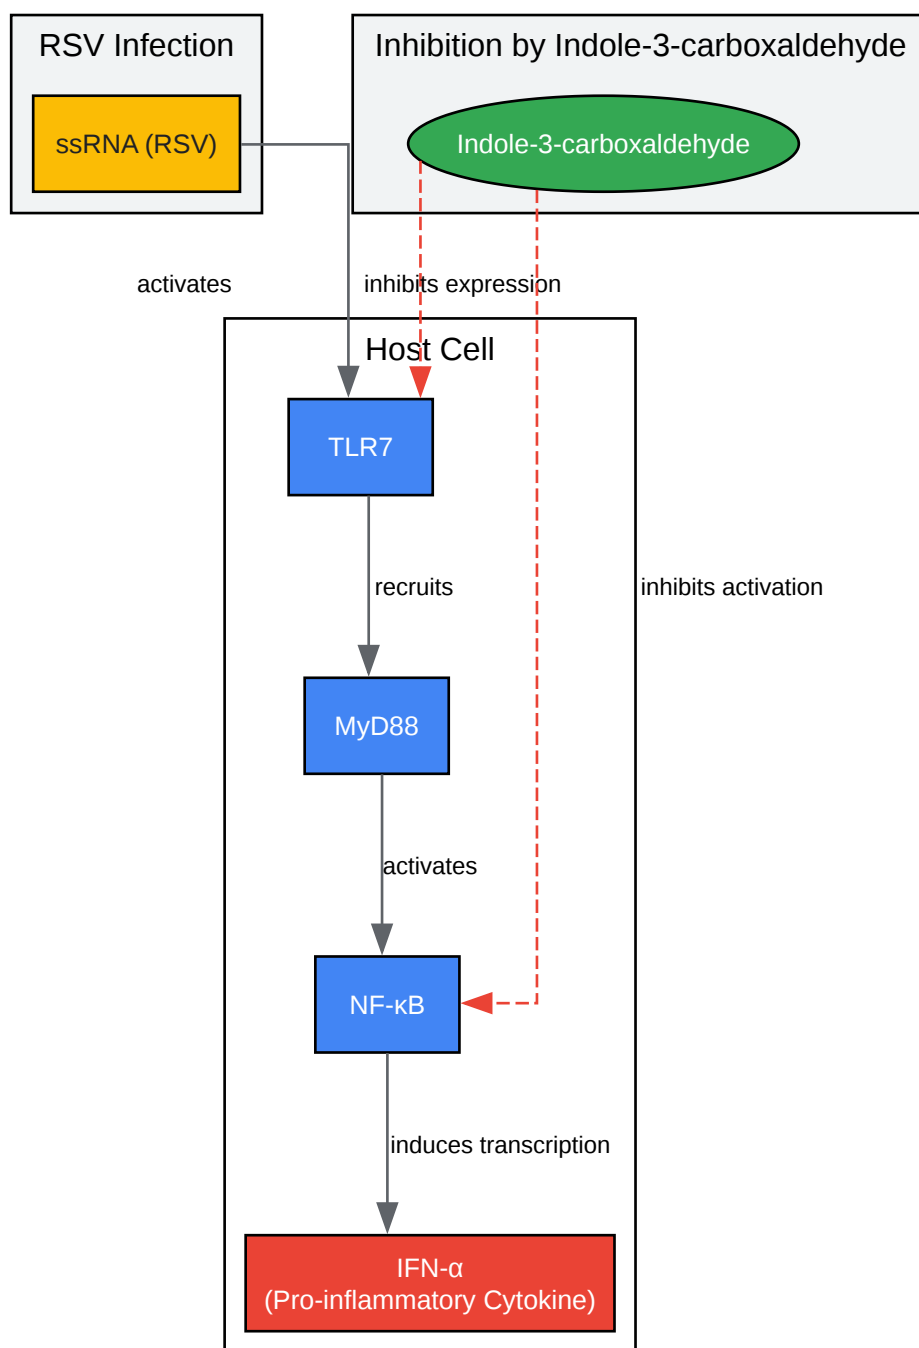 RSV Infection
Inhibition by Indole-3-carboxaldehyde
ssRNA (RSV)
Indole-3-carboxaldehyde
activates
inhibits expression
Host Cell
TLR7
recruits
inhibits activation
MyD88
activates
NF-κB
induces transcription
IFN-α
(Pro-inflammatory Cytokine)